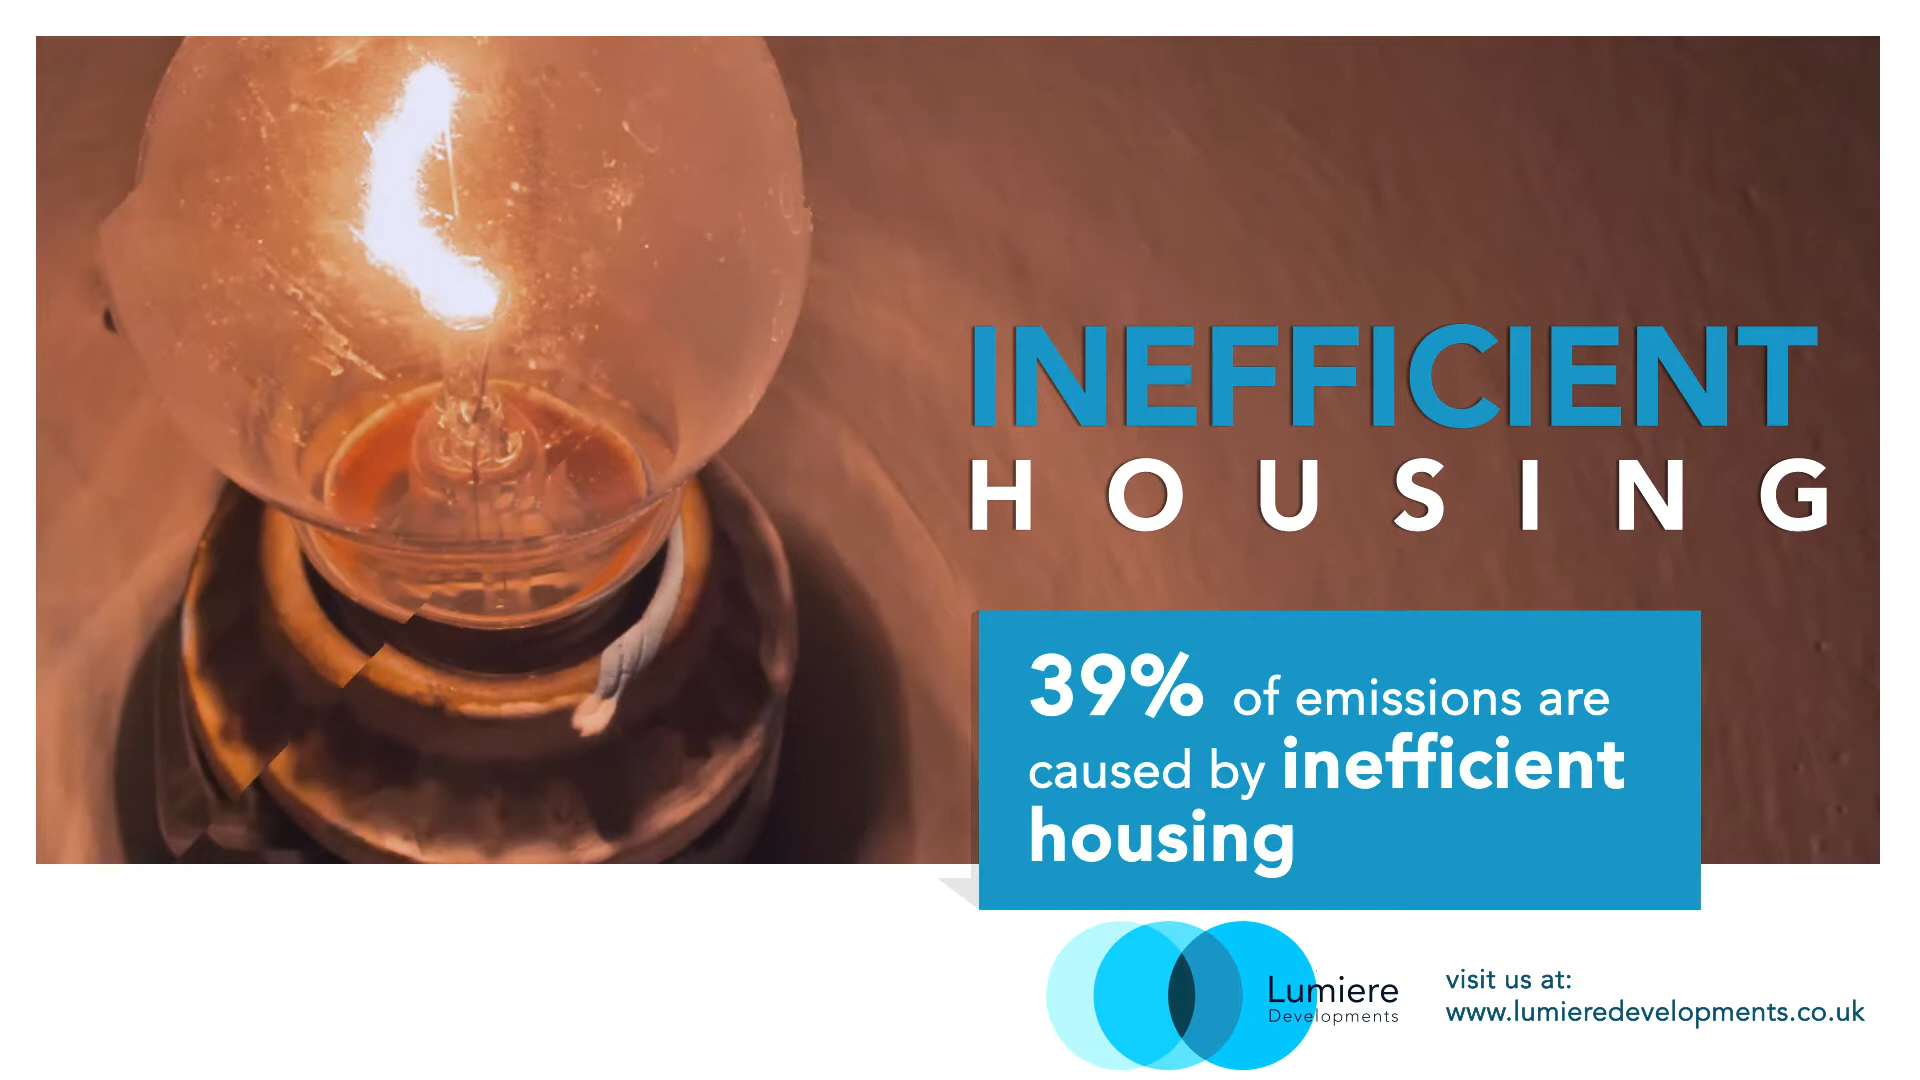 INEFFICIENT
HOUSING
39% of emissions are
caused by inefficient
housing
Lumiere
Developments
visit us at:
www.lumieredevelopments.co.uk